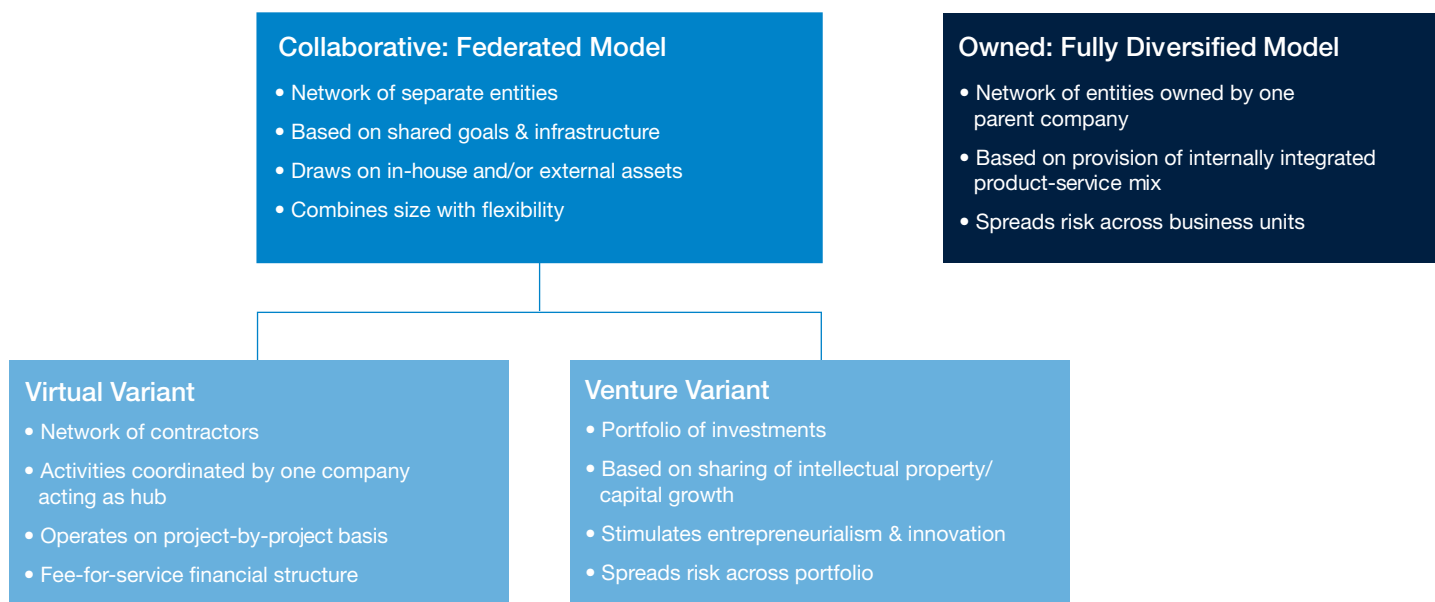 Collaborative: Federated Model
• Network of separate entities
• Based on shared goals & infrastructure
• Draws on in-house and/or external assets
• Combines size with flexibility
Owned: Fully Diversified Model
• Network of entities owned by one
parent company
• Based on provision of internally integrated
product-service mix
• Spreads risk across business units
Virtual Variant
• Network of contractors
• Activities coordinated by one company
acting as hub
• Operates on project-by-project basis
• Fee-for-service financial structure
Venture Variant
• Portfolio of investments
• Based on sharing of intellectual property/
capital growth
• Stimulates entrepreneurialism & innovation
• Spreads risk across portfolio